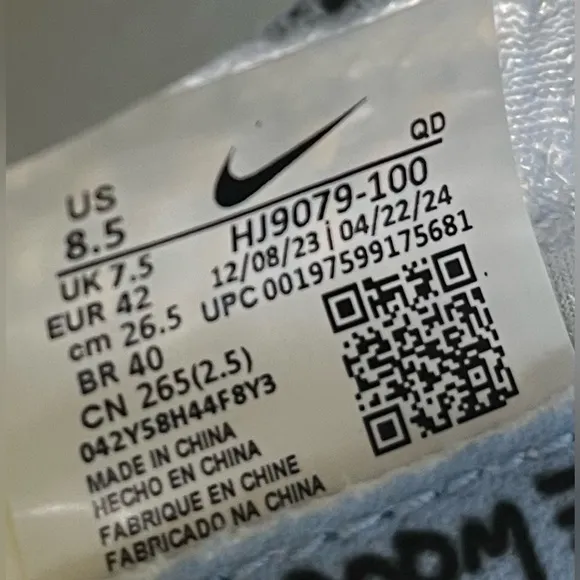 QD
US
8.5
UK 7.5
EUR 42
cm 26.5
BR 40
CN 265(2.5)
042Y58H44F8Y3
MADE IN CHINA
HECHO EN CHINA
FABRIQUE EN CHINE
FABRICADO NA CHINA
HJ9079-100
12/08/23 | 04/22/24
UPC 00197599175681